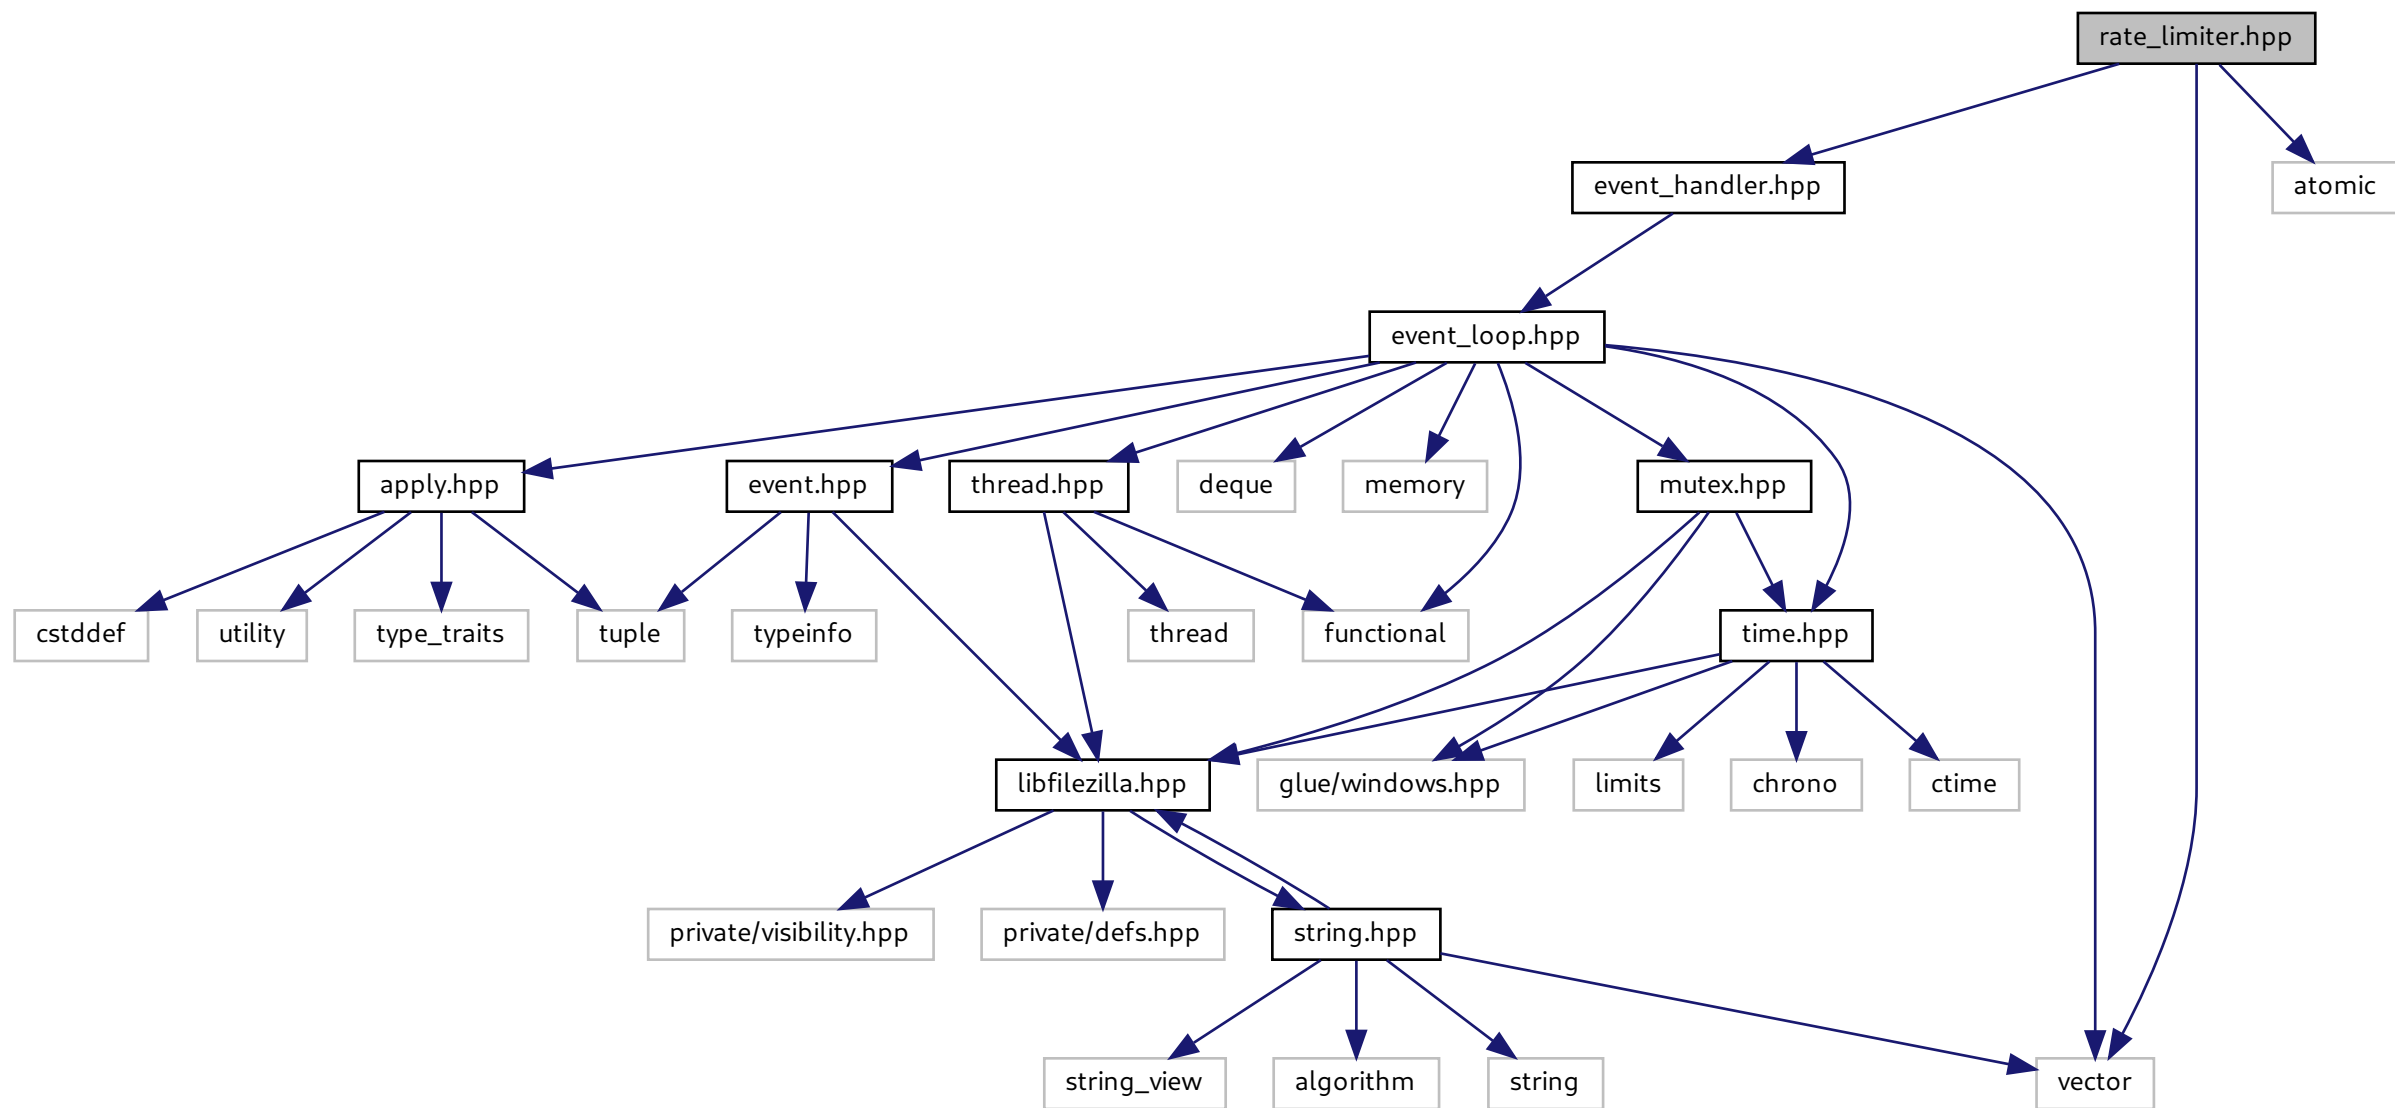 rate_limiter.hpp
event_handler.hpp
atomic
event_loop.hpp
apply.hpp
event.hpp
thread.hpp
deque
memory
mutex.hpp
cstddef
utility
type_traits
tuple
typeinfo
thread
functional
time.hpp
libfilezilla.hpp
glue/windows.hpp
limits
chrono
ctime
private/visibility.hpp
private/defs.hpp
string.hpp
string_view
algorithm
string
vector